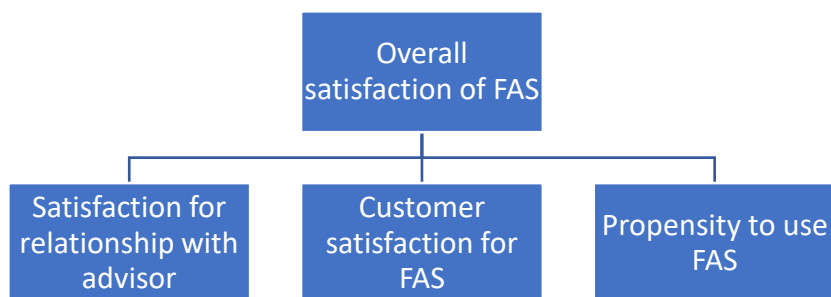 Overall
satisfaction of FAS
Satisfaction for
relationship with
advisor
Customer
satisfaction for
FAS
Propensity to use
FAS